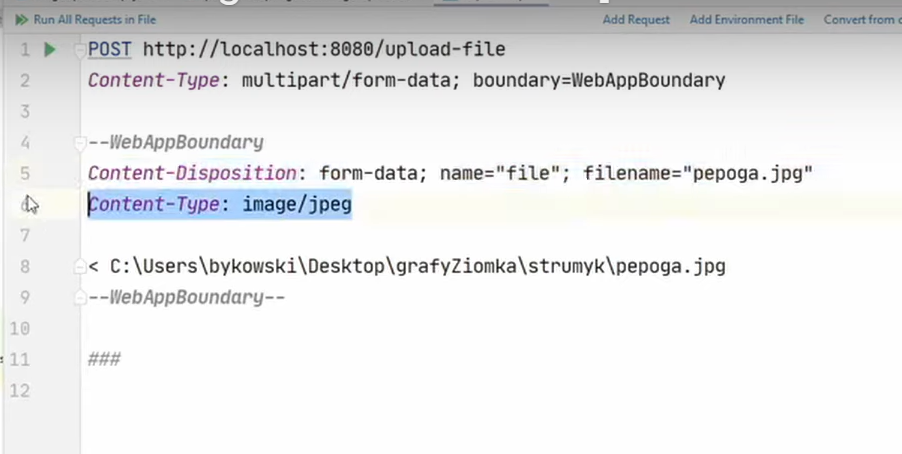 Run All Requests in File Add Request Add Environment File Convert from
1 POST http://localhost:8080/upload-file
2 Content-Type: multipart/form-data; boundary=WebAppBoundary
3
4 --WebAppBoundary
5 Content-Disposition: form-data; name="file"; filename="pepoga.jpg"
6 Content-Type: image/jpeg
7
8 < C:\Users\bykowski\Desktop\grafyZiomka\strumyk\pepoga.jpg
9 --WebAppBoundary--
10
11 ###
12